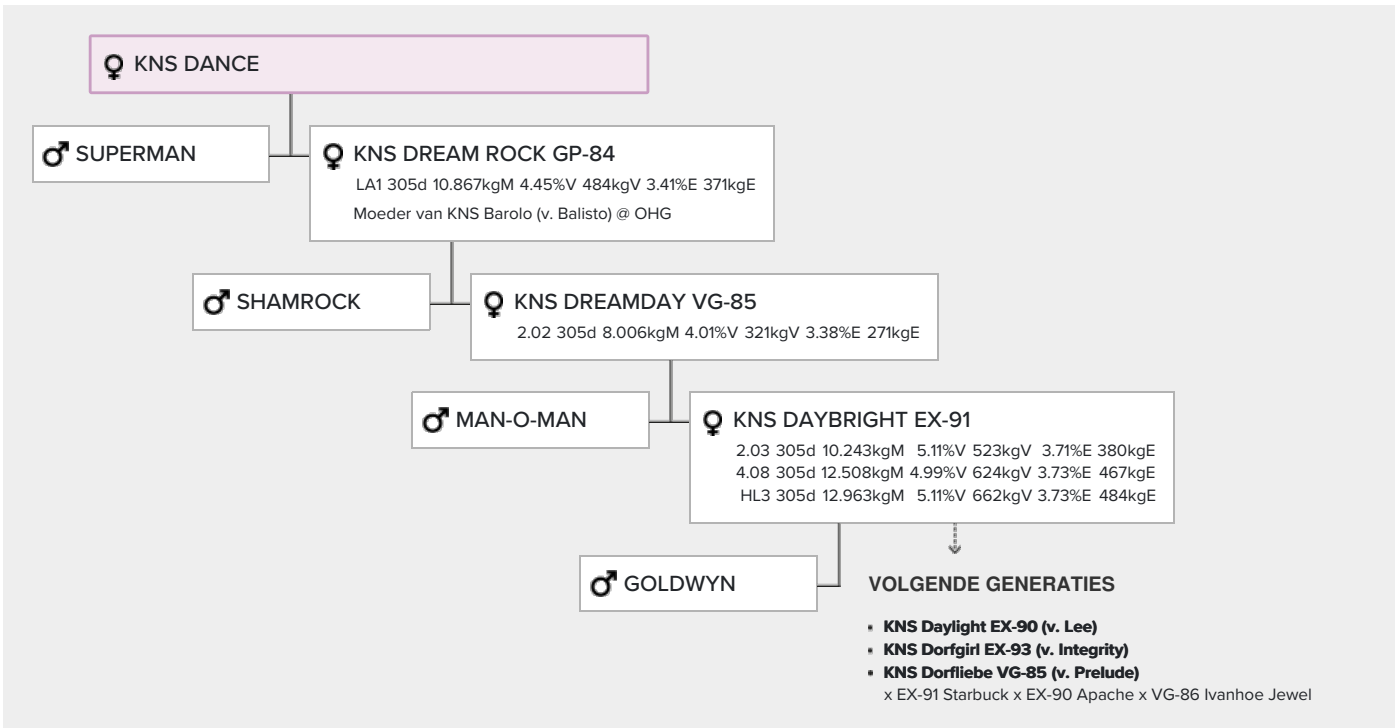 KNS DANCE
SUPERMAN
KNS DREAM ROCK GP-84
LA1 305d 10.867kgM 4.45%V 484kgV 3.41%E 371kgE
Moeder van KNS Barolo (v. Balisto) @ OHG
SHAMROCK
KNS DREAMDAY VG-85
2.02 305d 8.006kgM 4.01%V 321kgV 3.38%E 271kgE
MAN-O-MAN
KNS DAYBRIGHT EX-91
2.03 305d 10.243kgM 5.11%V 523kgV 3.71%E 380kgE
4.08 305d 12.508kgM 4.99%V 624kgV 3.73%E 467kgE
HL3 305d 12.963kgM 5.11%V 662kgV 3.73%E 484kgE
GOLDWYN
VOLGENDE GENERATIES
KNS Daylight EX-90 (v. Lee)
KNS Dorfgirl EX-93 (v. Integrity)
KNS Dorfliebe VG-85 (v. Prelude)
x EX-91 Starbuck x EX-90 Apache x VG-86 Ivanhoe Jewel